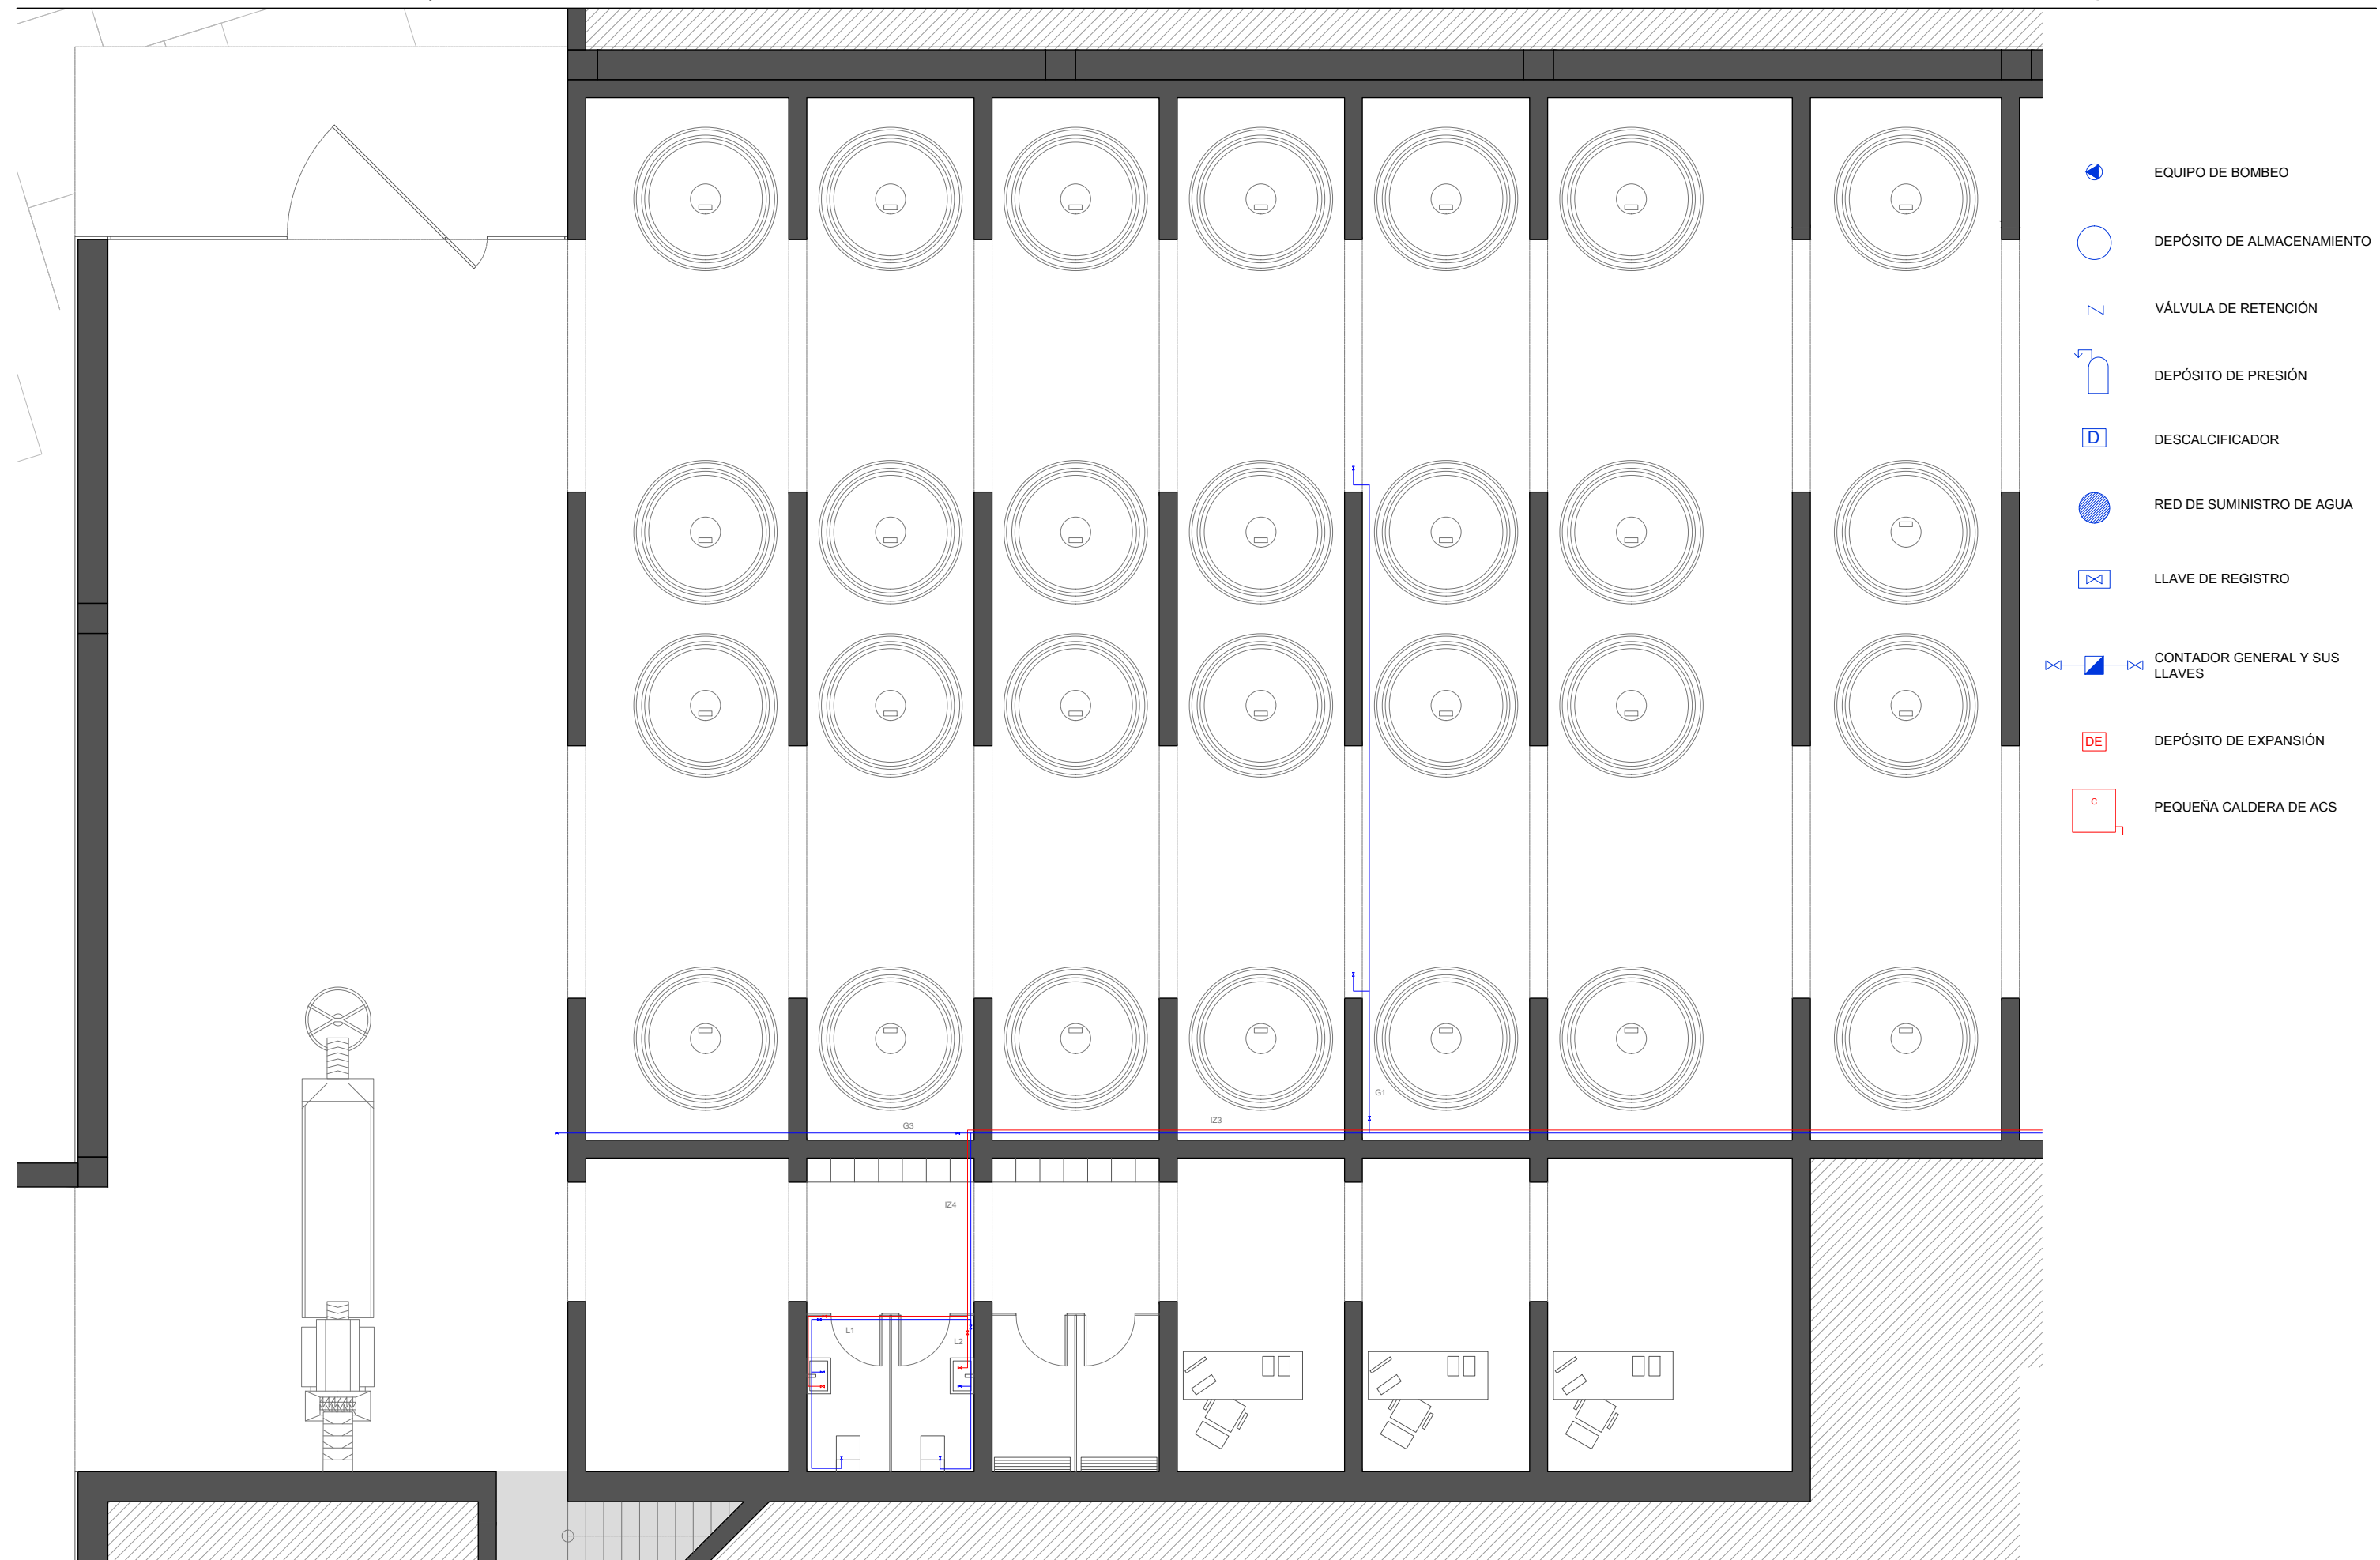 EQUIPO DE BOMBEO
DEPÓSITO DE ALMACENAMIENTO
VÁLVULA DE RETENCIÓN
DEPÓSITO DE PRESIÓN
D
DESCALCIFICADOR
RED DE SUMINISTRO DE AGUA
LLAVE DE REGISTRO
CONTADOR GENERAL Y SUS
LLAVES
DE
DEPÓSITO DE EXPANSIÓN
C
PEQUEÑA CALDERA DE ACS
G1
IZ3
G3
IZ4
L1
L2